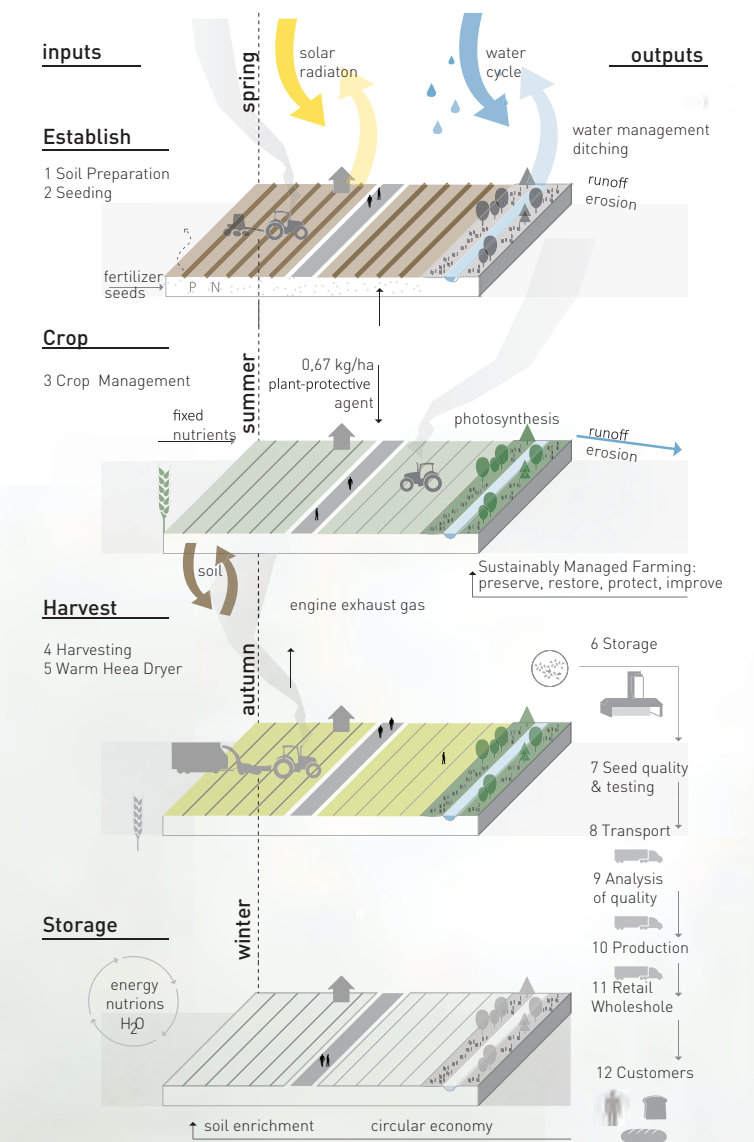 inputs
outputs
spring
solar
radiaton
water
cycle
Establish
water management
ditching
1 Soil Preparation
2 Seeding
runoff
erosion
fertilizer
seeds
P N
Crop
summer
0,67 kg/ha
plant-protective
agent
3 Crop Management
fixed
nutrients
photosynthesis
runoff
erosion
soil
Sustainably Managed Farming:
preserve, restore, protect, improve
Harvest
engine exhaust gas
4 Harvesting
5 Warm Heea Dryer
autumn
6 Storage
7 Seed quality
& testing
8 Transport
9 Analysis
of quality
Storage
winter
10 Production
energy
nutrions
H2O
11 Retail
Wholeshole
12 Customers
soil enrichment
circular economy